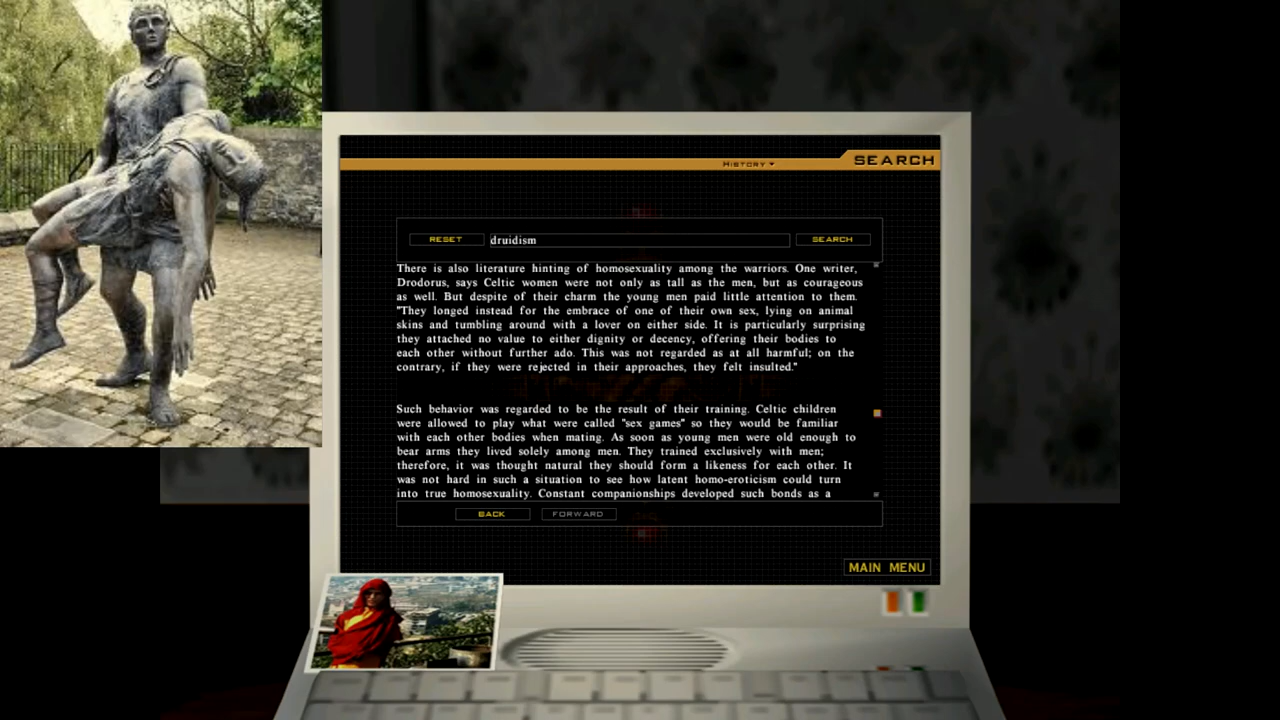 HISTORY
SEARCH
RESET
druidism
SEARCH
There is also literature hinting of homosexuality among the warriors. One writer,
Drodorus, says Celtic women were not only as tall as the men, but as courageous
as well. But despite of their charm the young men paid little attention to them.
"They longed instead for the embrace of one of their own sex, lying on animal
skins and tumbling around with a lover on either side. It is particularly surprising
they attached no value to either dignity or decency, offering their bodies to
each other without further ado. This was not regarded as at all harmful; on the
contrary, if they were rejected in their approaches, they felt insulted."
Such behavior was regarded to be the result of their training. Celtic children
were allowed to play what were called "sex games" so they would be familiar
with each other bodies when mating. As soon as young men were old enough to
bear arms they lived solely among men. They trained exclusively with men;
therefore, it was thought natural they should form a likeness for each other. It
was not hard in such a situation to see how latent homo-eroticism could turn
into true homosexuality. Constant companionships developed such bonds as a
BACK
FORWARD
MAIN MENU